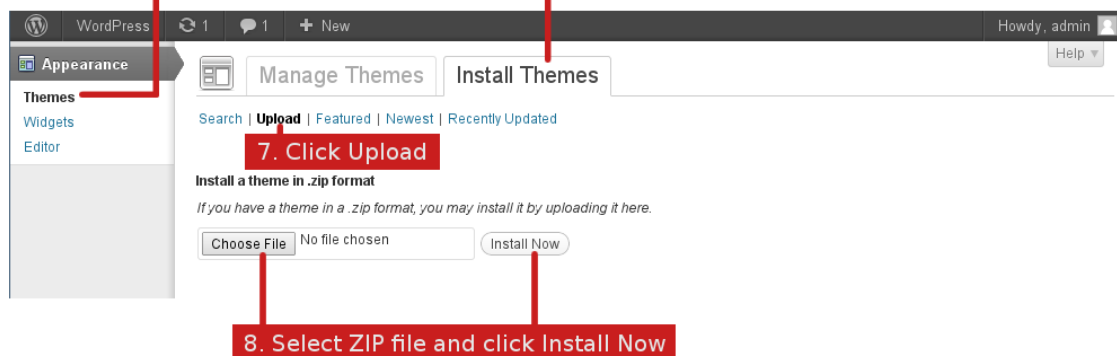 WordPress 1 1 + New Howdy, admin
Appearance Help
Manage Themes Install Themes
Themes
Widgets
Editor
Search | Upload | Featured | Newest | Recently Updated
7. Click Upload
Install a theme in .zip format
If you have a theme in a .zip format, you may install it by uploading it here.
Choose File No file chosen Install Now
8. Select ZIP file and click Install Now